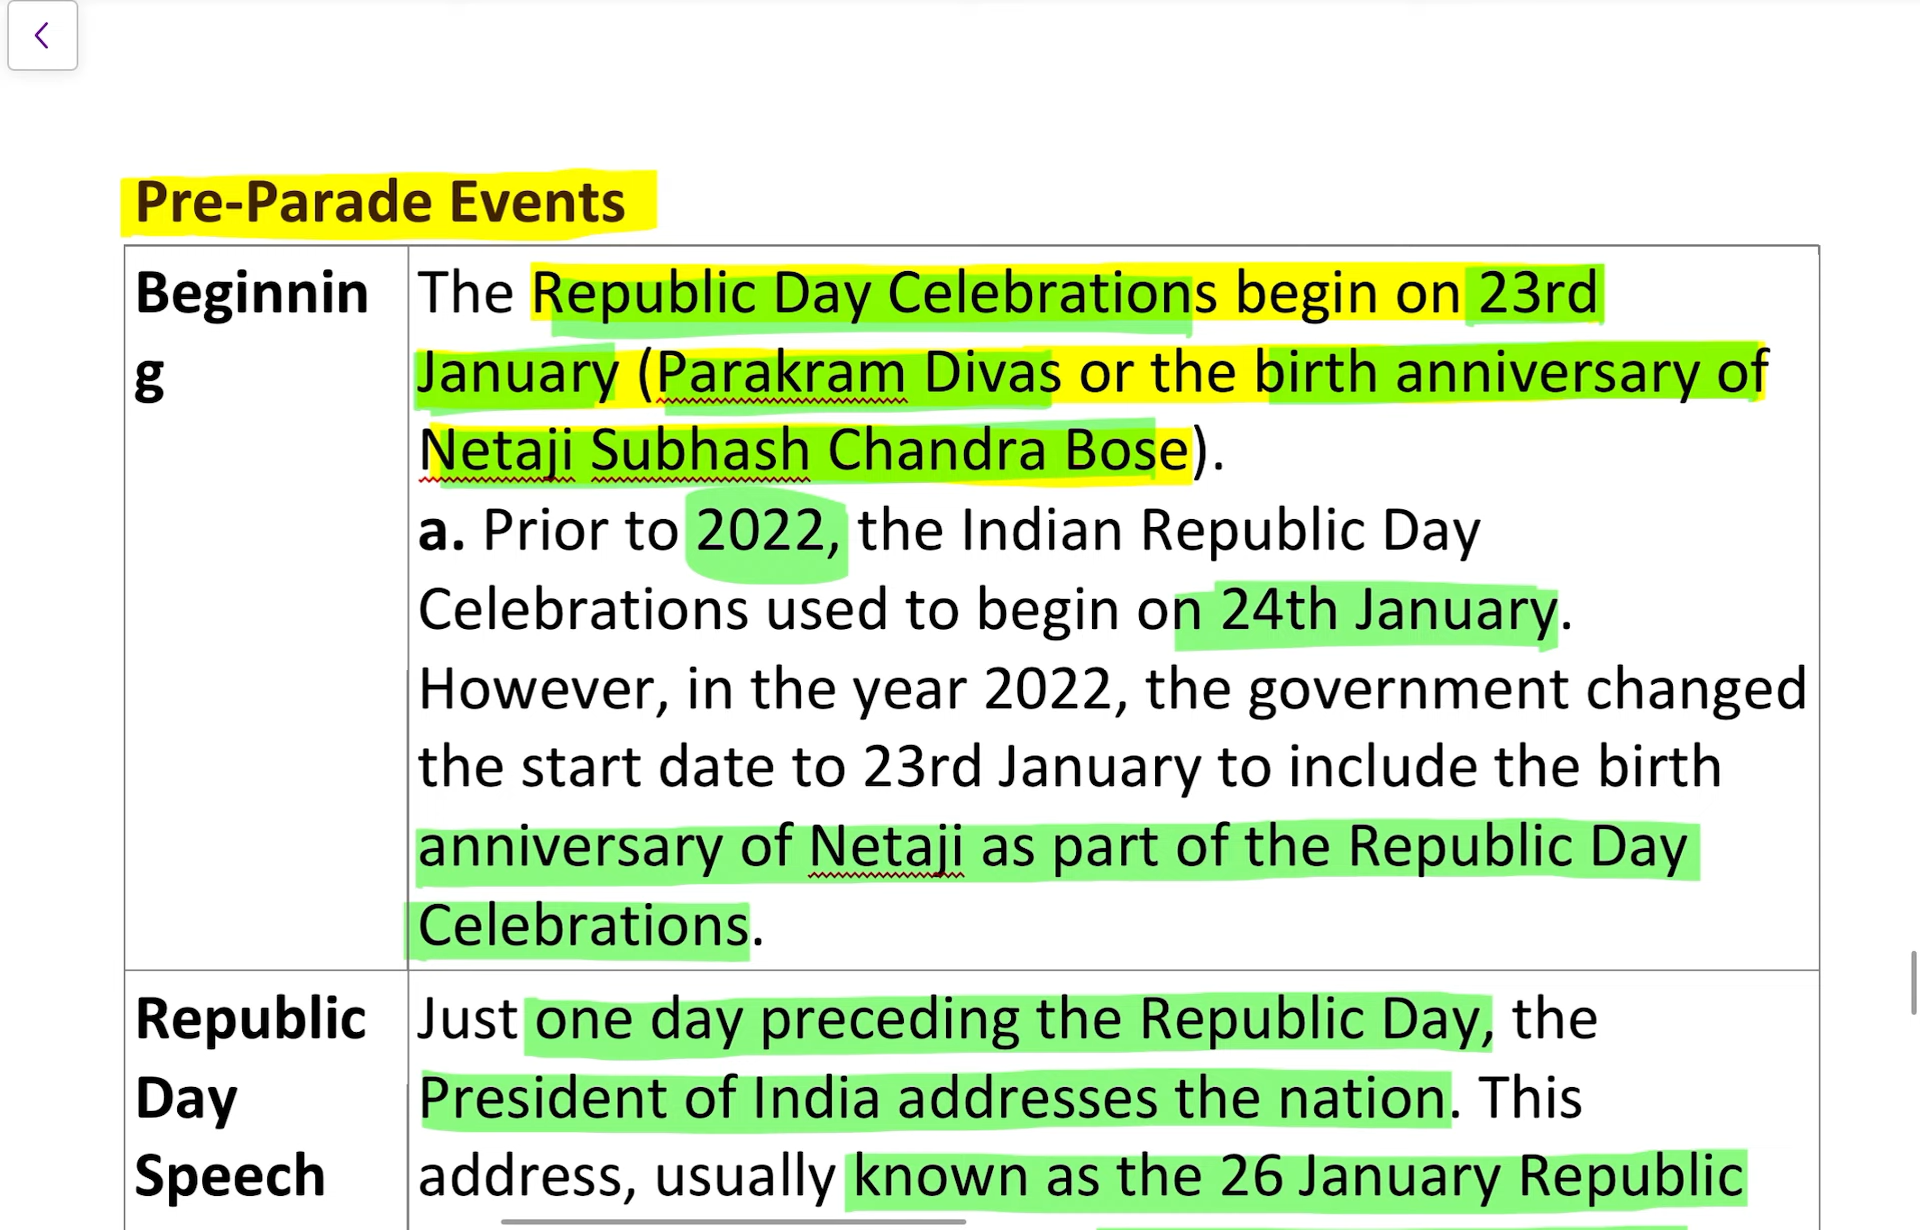 Pre-Parade Events
Beginnin
g
The Republic Day Celebrations begin on 23rd
January (Parakram Divas or the birth anniversary of
Netaji Subhash Chandra Bose).
a. Prior to 2022, the Indian Republic Day
Celebrations used to begin on 24th January.
However, in the year 2022, the government changed
the start date to 23rd January to include the birth
anniversary of Netaji as part of the Republic Day
Celebrations.
Republic
Day
Speech
Just one day preceding the Republic Day, the
President of India addresses the nation. This
address, usually known as the 26 January Republic